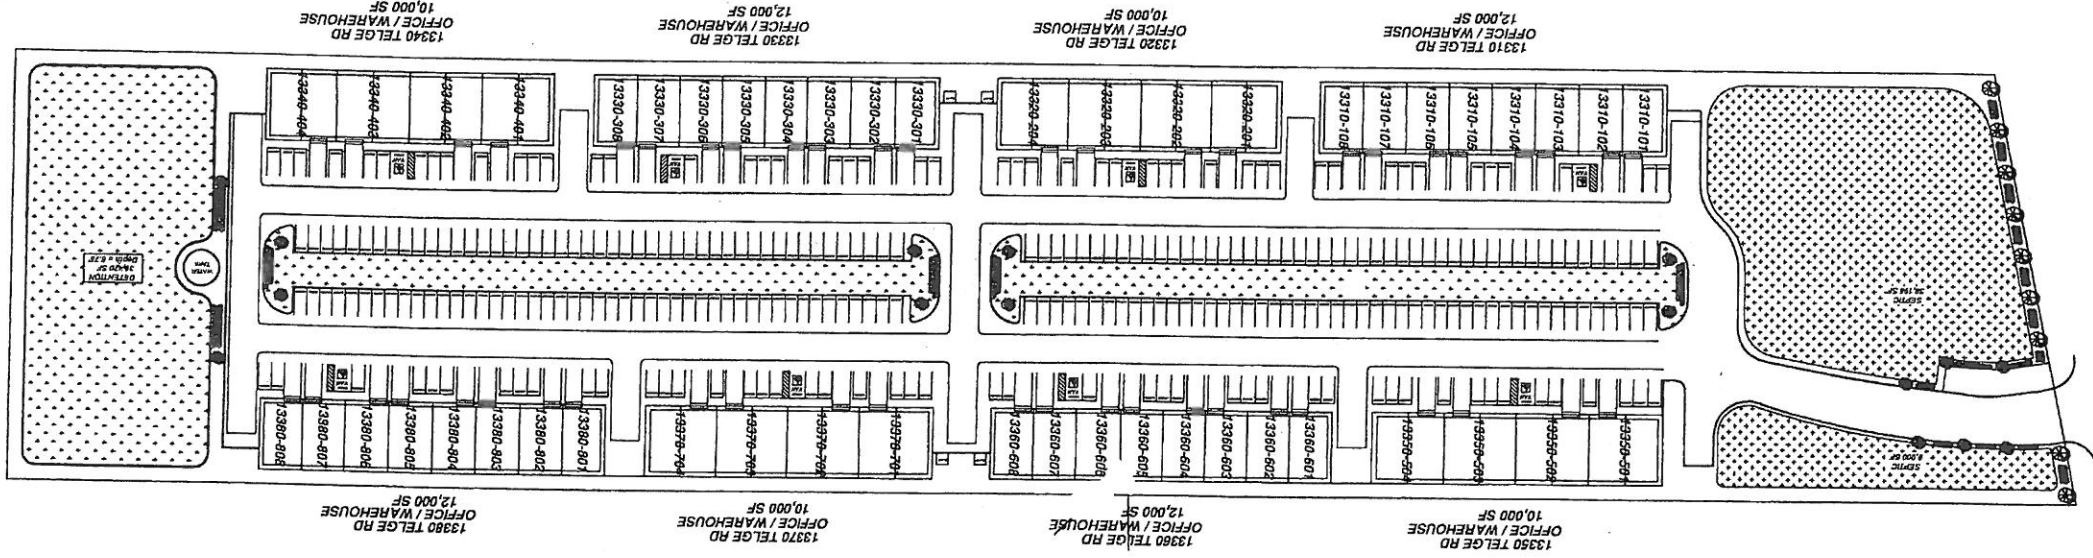 13350 TELGE RD
OFFICE / WAREHOUSE
10,000 SF
13360 TELGE RD
OFFICE / WAREHOUSE
12,000 SF
13370 TELGE RD
OFFICE / WAREHOUSE
10,000 SF
13380 TELGE RD
OFFICE / WAREHOUSE
12,000 SF
SEPTIC
13350-501
13350-502
13350-503
13350-504
13360-601
13360-602
13360-603
13360-604
13360-605
13360-606
13360-607
13360-608
13370-701
13370-702
13370-703
13370-704
13380-801
13380-802
13380-803
13380-804
13380-805
13380-806
13380-807
13380-808
SEPTIC
38,194 SF
WATER
TANK
DETENTION
SF
Depth =
13310-101
13310-102
13310-103
13310-104
13310-105
13310-106
13310-107
13310-108
13320-201
13320-202
13320-203
13320-204
13330-301
13330-302
13330-303
13330-304
13330-305
13330-306
13330-307
13330-308
13340-401
13340-402
13340-403
13340-404
13310 TELGE RD
OFFICE / WAREHOUSE
12,000 SF
13320 TELGE RD
OFFICE / WAREHOUSE
10,000 SF
13330 TELGE RD
OFFICE / WAREHOUSE
12,000 SF
13340 TELGE RD
OFFICE / WAREHOUSE
10,000 SF